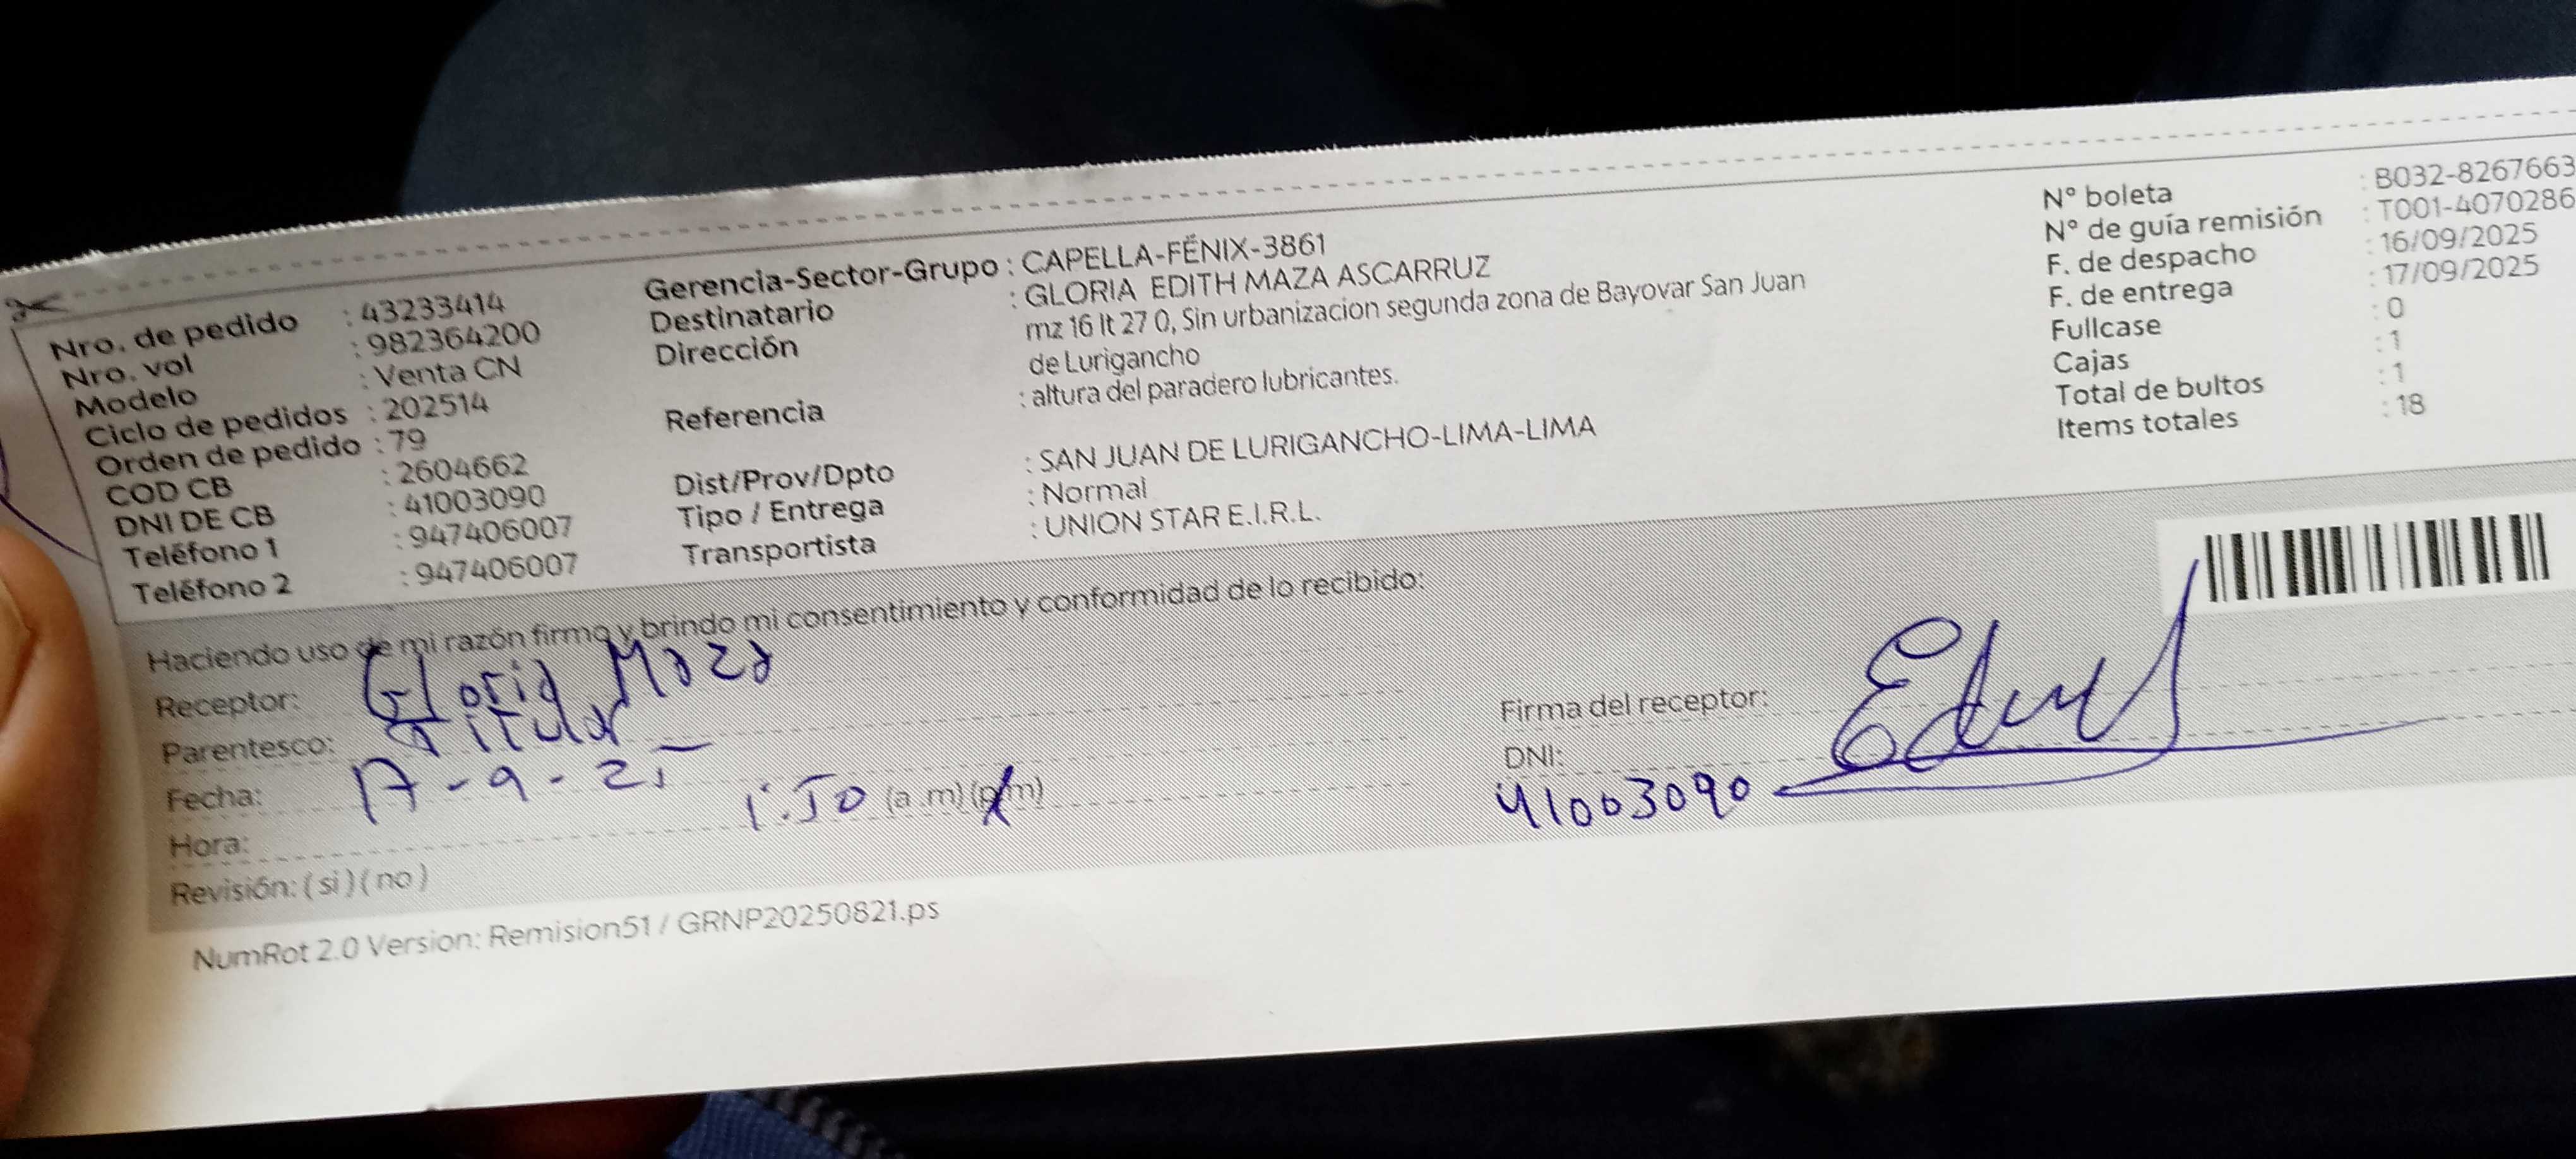 Nro. de pedido : 43233414
Nro. vol : 982364200
Modelo : Venta CN
Ciclo de pedidos : 202514
Orden de pedido : 79
COD CB : 2604662
DNI DE CB : 41003090
Teléfono 1 : 947406007
Teléfono 2 : 947406007
Gerencia-Sector-Grupo : CAPELLA-FÉNIX-3861
Destinatario : GLORIA EDITH MAZA ASCARRUZ
Dirección mz 16 lt 27 0, Sin urbanizacion segunda zona de Bayovar San Juan
de Lurigancho
Referencia : altura del paradero lubricantes.
Dist/Prov/Dpto : SAN JUAN DE LURIGANCHO-LIMA-LIMA
Tipo / Entrega : Normal
Transportista : UNION STAR E.I.R.L.
N° boleta : B032-8267663
N° de guía remisión : T001-4070286
F. de despacho : 16/09/2025
F. de entrega : 17/09/2025
Fullcase : 0
Cajas : 1
Total de bultos : 1
Items totales : 18
Haciendo uso de mi razón firmo y brindo mi consentimiento y conformidad de lo recibido:
Receptor: Gloria Maza
Parentesco: Titular
Fecha: 17-9-25
Hora: 1:50 (a.m) (p.m)
Revisión: ( si ) ( no )
Firma del receptor:
DNI: 41003090
NumRot 2.0 Version: Remision51 / GRNP20250821.ps